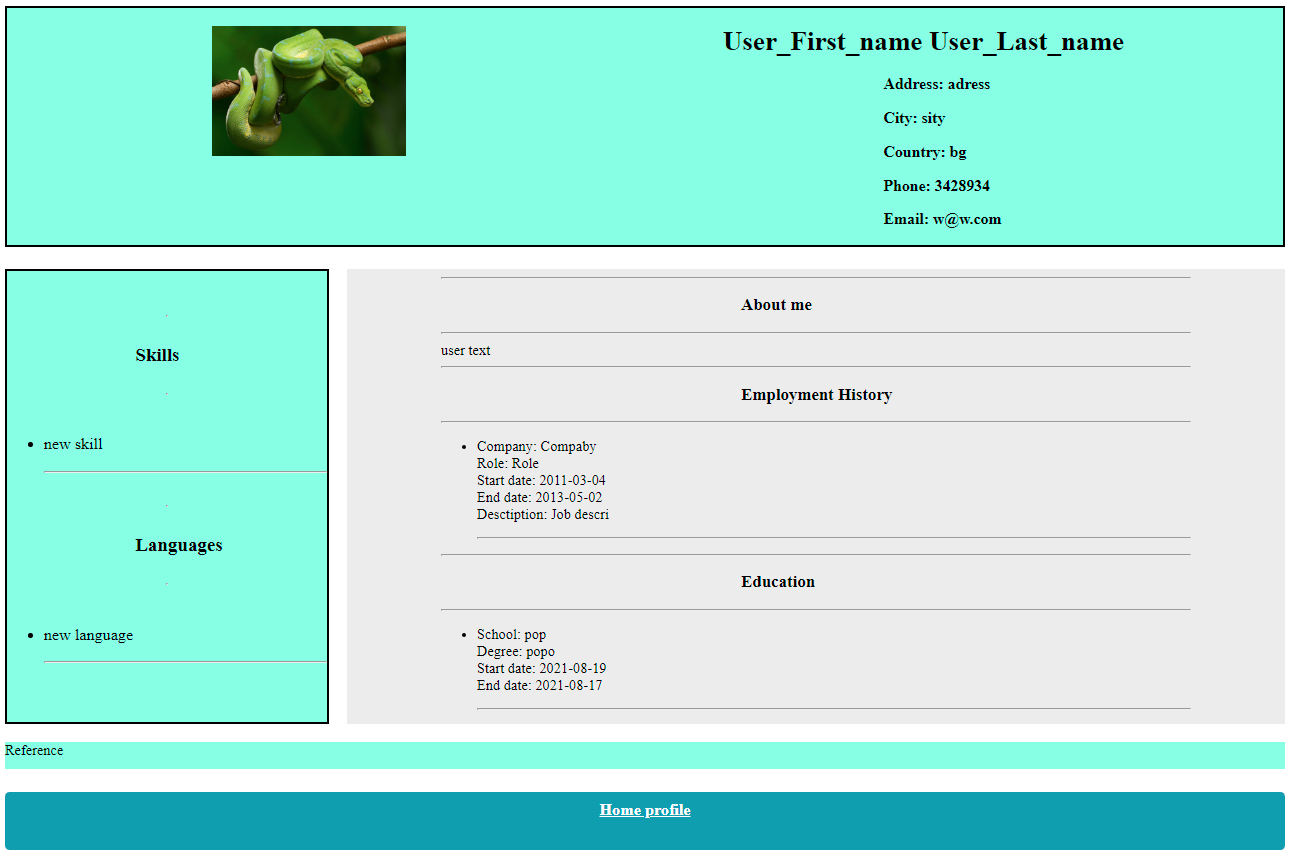 User_First_name User_Last_name
Address: adress
City: sity
Country: bg
Phone: 3428934
Email: w@w.com
Skills
new skill
Languages
new language
About me
user text
Employment History
Company: Compaby
Role: Role
Start date: 2011-03-04
End date: 2013-05-02
Desctiption: Job descri
Education
School: pop
Degree: popo
Start date: 2021-08-19
End date: 2021-08-17
Reference
Home profile